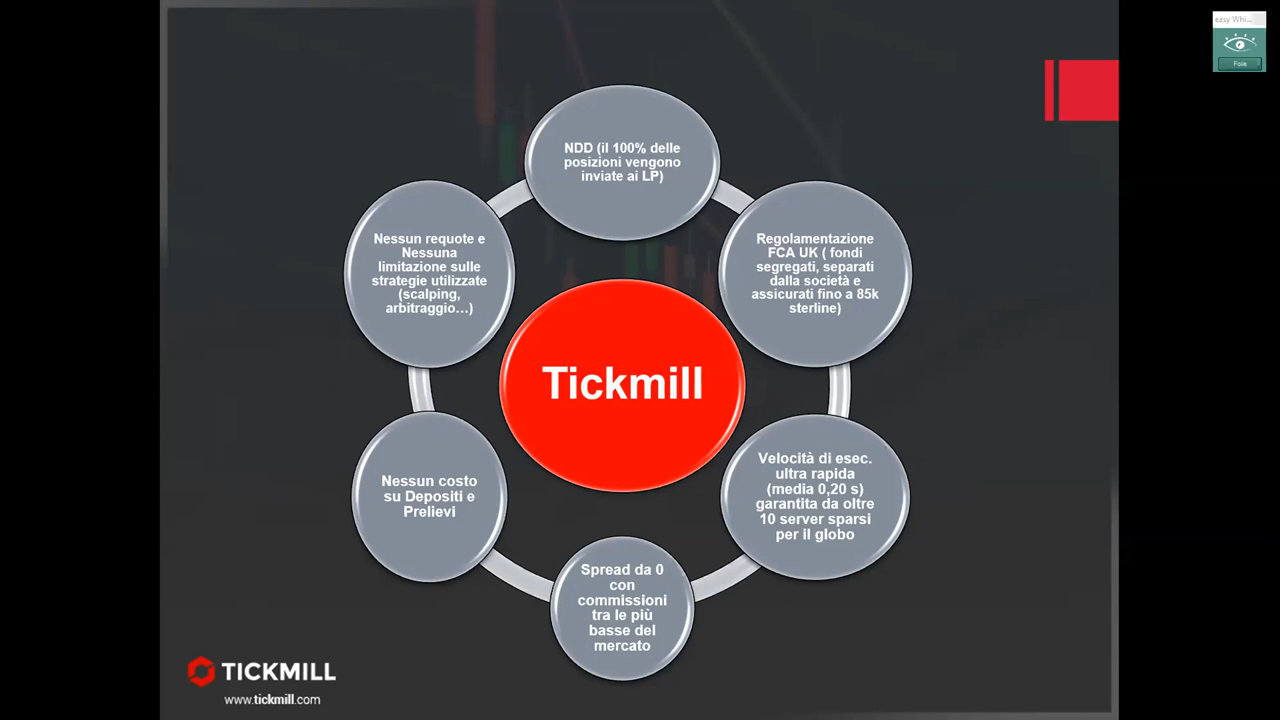 easy Whi...
Foile
NDD (il 100% delle
posizioni vengono
inviate ai LP)
Regolamentazione
FCA UK ( fondi
segregati, separati
dalla società e
assicurati fino a 85k
sterline)
Velocità di esec.
ultra rapida
(media 0,20 s)
garantita da oltre
10 server sparsi
per il globo
Spread da 0
con
commissioni
tra le più
basse del
mercato
Nessun costo
su Depositi e
Prelievi
Nessun requote e
Nessuna
limitazione sulle
strategie utilizzate
(scalping,
arbitraggio...)
Tickmill
TICKMILL
www.tickmill.com